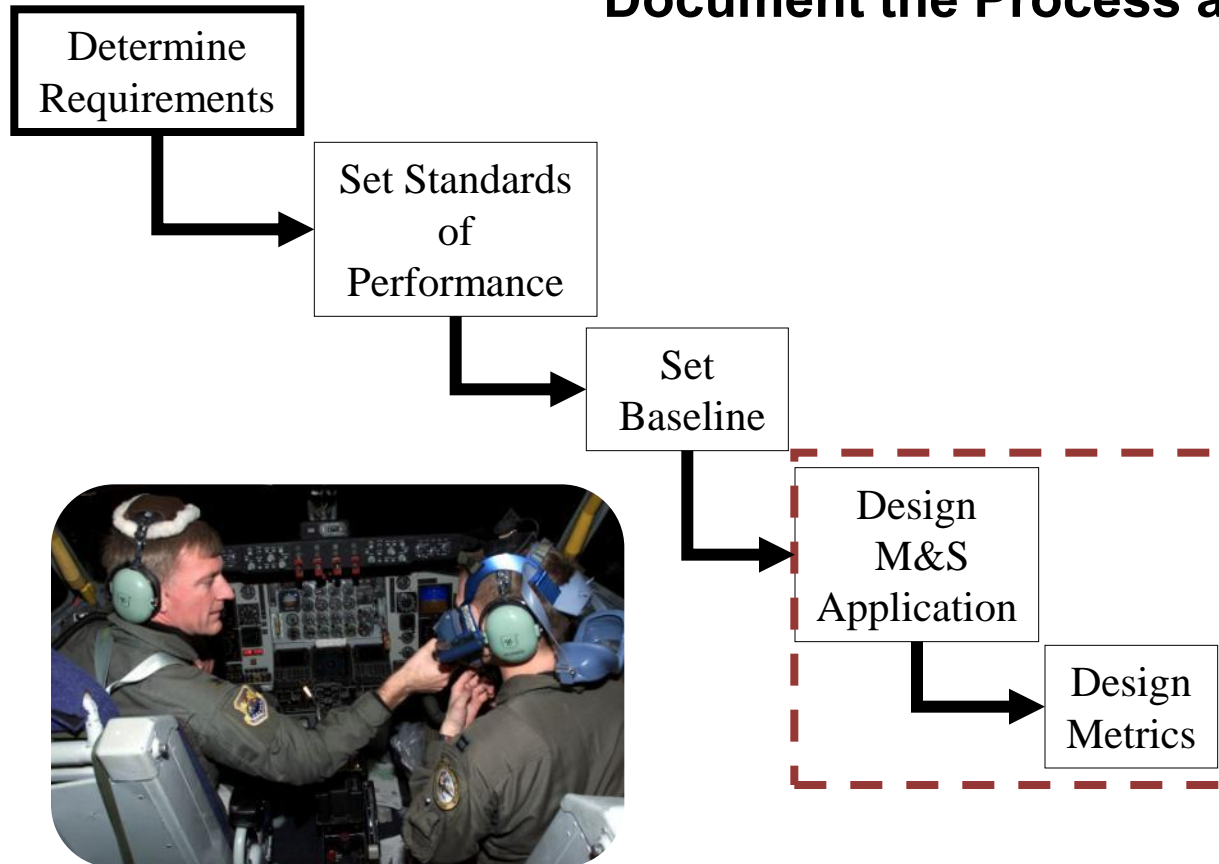 Document the Process a
Determine
Requirements
Set Standards
of
Performance
Set
Baseline
Design
M&S
Application
Design
Metrics